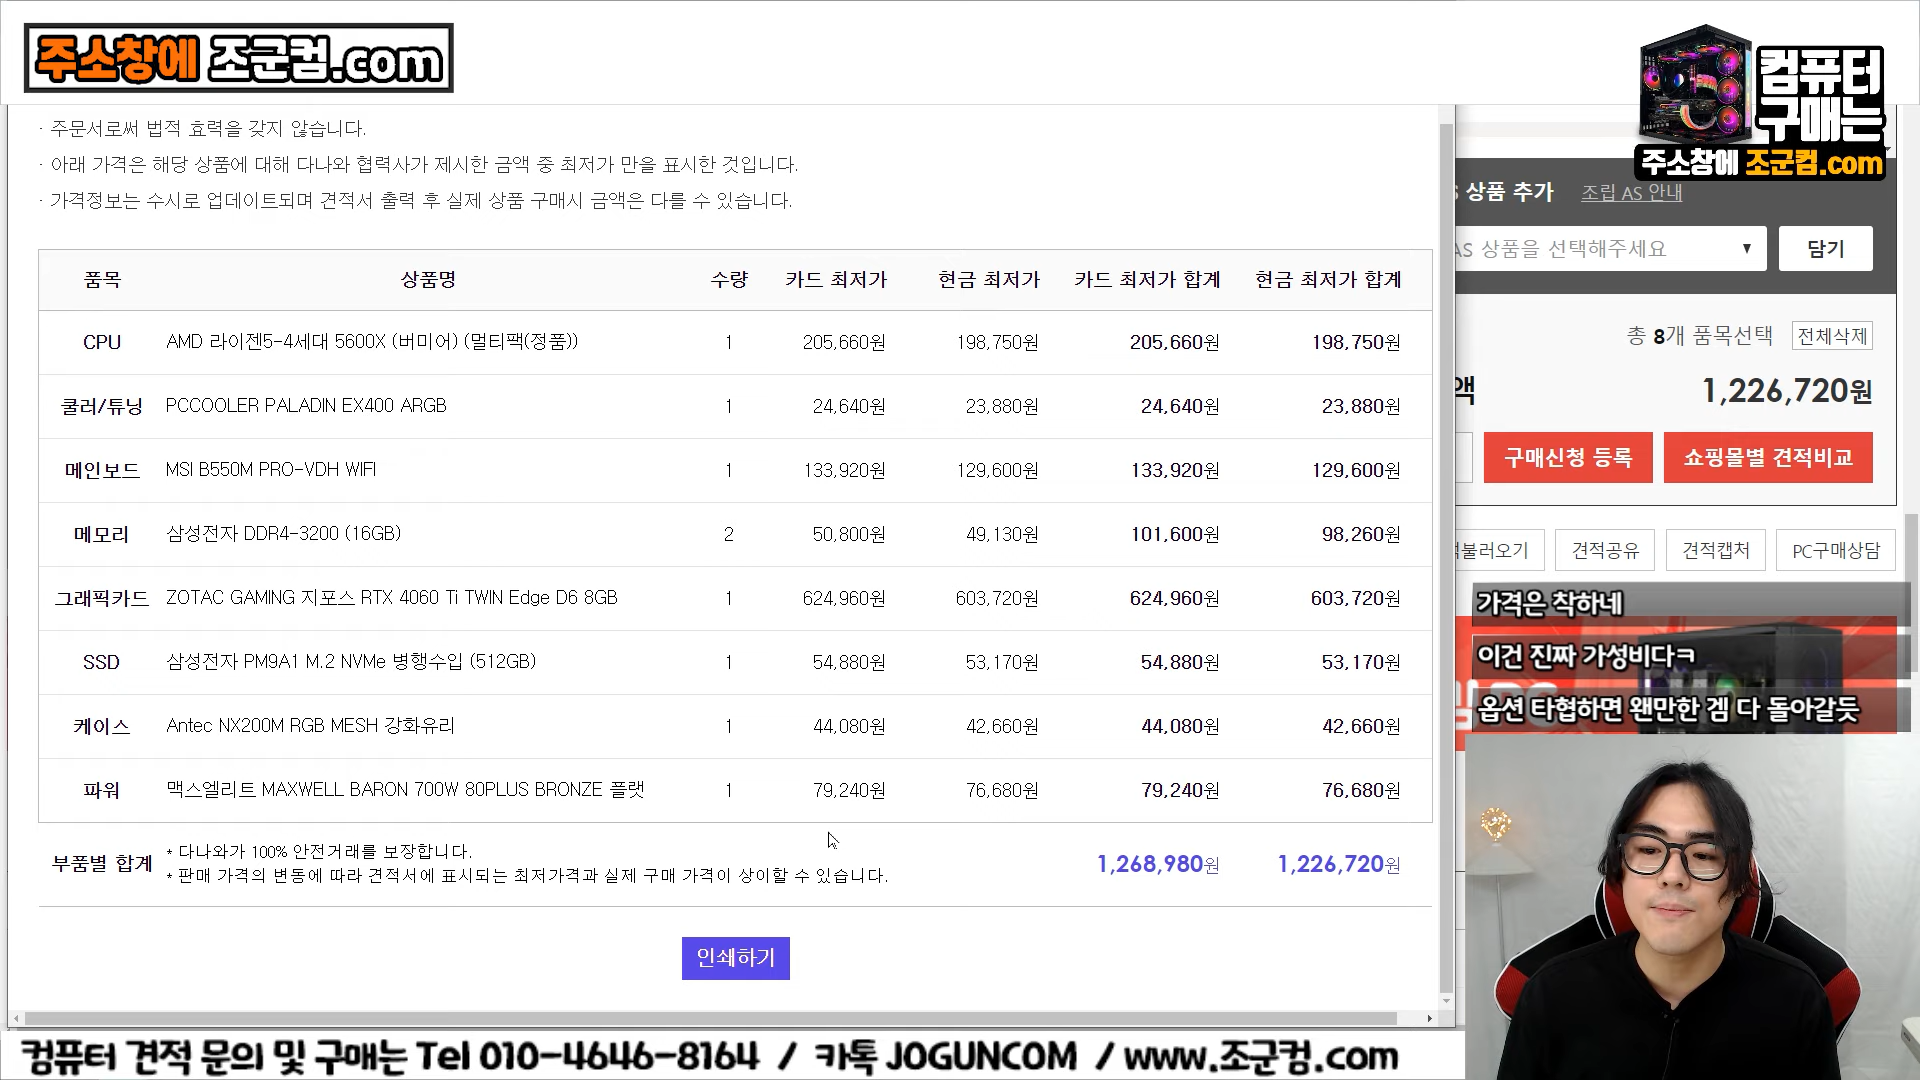 주소창에 조군컴.com
컴퓨터
구매는
주소창에 조군컴.com
· 주문서로써 법적 효력을 갖지 않습니다.
· 아래 가격은 해당 상품에 대해 다나와 협력사가 제시한 금액 중 최저가 만을 표시한 것입니다.
· 가격정보는 수시로 업데이트되며 견적서 출력 후 실제 상품 구매시 금액은 다를 수 있습니다.
품목 상품명 수량 카드 최저가 현금 최저가 카드 최저가 합계 현금 최저가 합계
CPU AMD 라이젠5-4세대 5600X (버미어) (멀티팩(정품)) 1 205,660원 198,750원 205,660원 198,750원
쿨러/튜닝 PCCOOLER PALADIN EX400 ARGB 1 24,640원 23,880원 24,640원 23,880원
메인보드 MSI B550M PRO-VDH WIFI 1 133,920원 129,600원 133,920원 129,600원
메모리 삼성전자 DDR4-3200 (16GB) 2 50,800원 49,130원 101,600원 98,260원
그래픽카드 ZOTAC GAMING 지포스 RTX 4060 Ti TWIN Edge D6 8GB 1 624,960원 603,720원 624,960원 603,720원
SSD 삼성전자 PM9A1 M.2 NVMe 병행수입 (512GB) 1 54,880원 53,170원 54,880원 53,170원
케이스 Antec NX200M RGB MESH 강화유리 1 44,080원 42,660원 44,080원 42,660원
파워 맥스엘리트 MAXWELL BARON 700W 80PLUS BRONZE 플랫 1 79,240원 76,680원 79,240원 76,680원
부품별 합계 * 다나와가 100% 안전거래를 보장합니다.
* 판매 가격의 변동에 따라 견적서에 표시되는 최저가격과 실제 구매 가격이 상이할 수 있습니다.
1,268,980원 1,226,720원
인쇄하기
상품 추가 조립 AS 안내
AS 상품을 선택해주세요 ▼ 담기
총 8개 품목선택 전체삭제
액 1,226,720원
구매신청 등록 쇼핑몰별 견적비교
불러오기 견적공유 견적캡처 PC구매상담
가격은 착하네
이건 진짜 가성비다ㅋ
옵션 타협하면 왠만한 겜 다 돌아갈듯
컴퓨터 견적 문의 및 구매는 Tel 010-4646-8164 / 카톡 JOGUNCOM / www.조군컴.com